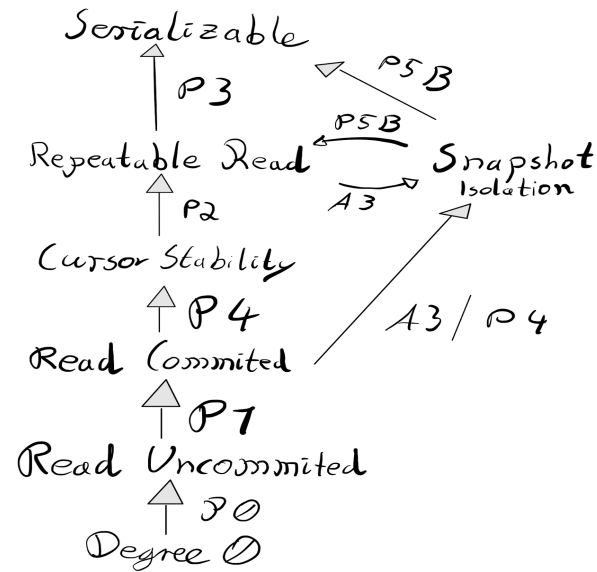 Serializable
P5B
P3
P5B
Repeatable Read
Snapshot
Isolation
A3
P2
Cursor Stability
P4
A3/P4
Read Commited
P1
Read Uncommited
P0
Degree 0